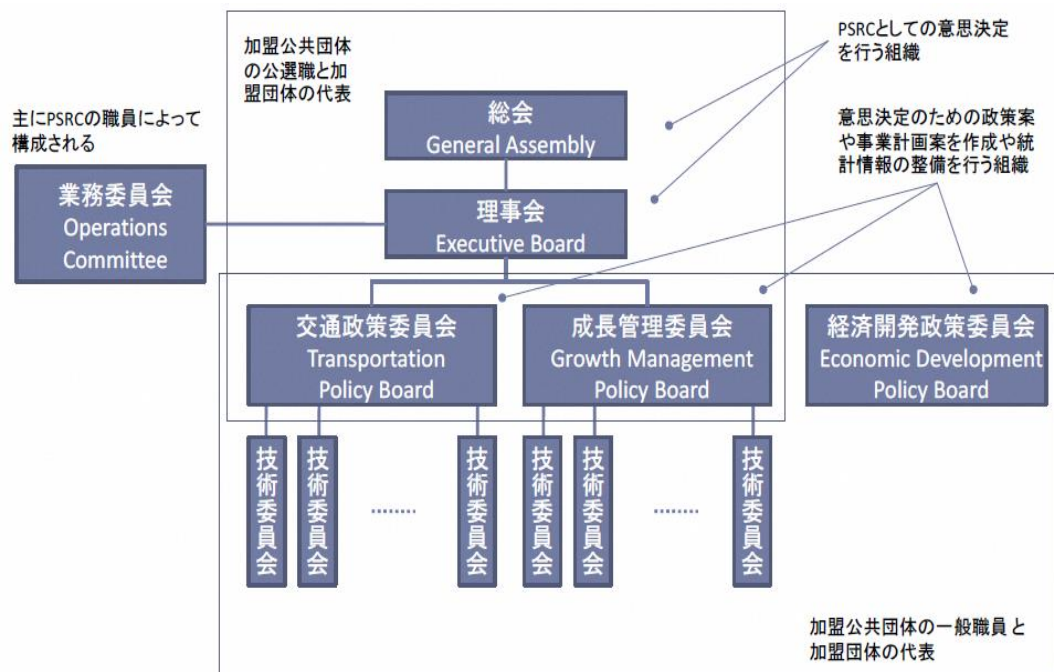 加盟公共団体
の公選職と加
盟団体の代表
PSRCとしての意思決定
を行う組織
主にPSRCの職員によって
構成される
総会
General Assembly
意思決定のための政策案
や事業計画案を作成や統
計情報の整備を行う組織
業務委員会
Operations
Committee
理事会
Executive Board
交通政策委員会
Transportation
Policy Board
成長管理委員会
Growth Management
Policy Board
経済開発政策委員会
Economic Development
Policy Board
技術委員会
技術委員会
………
技術委員会
技術委員会
技術委員会
………
技術委員会
加盟公共団体の一般職員と
加盟団体の代表